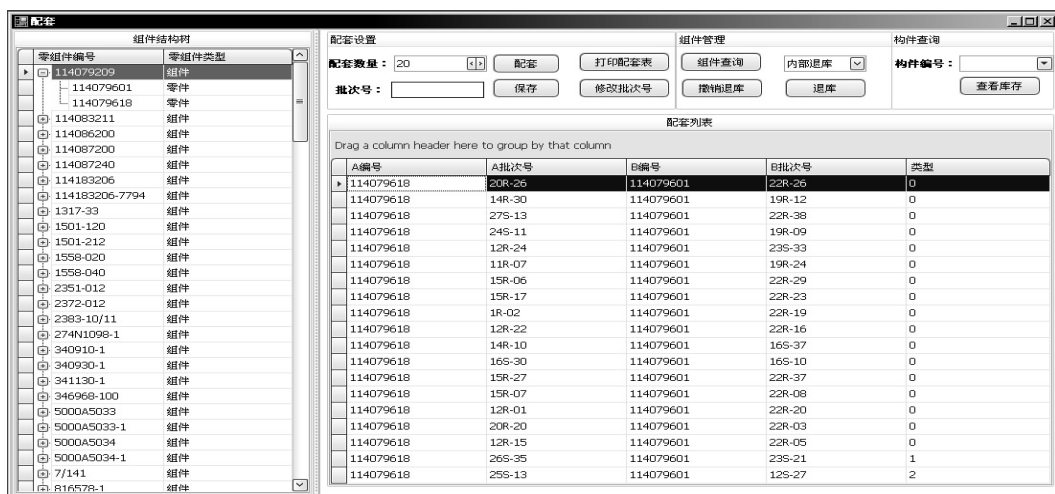 配套
组件结构树
零组件编号 零组件类型
114079209 组件
114079601 零件
114079618 零件
114083211 组件
114086200 组件
114087200 组件
114087240 组件
114183206 组件
114183206-7794 组件
1317-33 组件
1501-120 组件
1501-212 组件
1558-020 组件
1558-040 组件
2351-012 组件
2372-012 组件
2383-10/11 组件
274N1098-1 组件
340910-1 组件
340930-1 组件
341130-1 组件
346968-100 组件
5000A5033 组件
5000A5033-1 组件
5000A5034 组件
5000A5034-1 组件
7/141 组件
816578-1 组件
配套设置
配套数量： 20 配套 打印配套表
批次号： 保存 修改批次号
组件管理
组件查询 内部退库
撤销退库 退库
构件查询
构件编号：
查看库存
配套列表
Drag a column header here to group by that column
A编号 A批次号 B编号 B批次号 类型
114079618 20R-26 114079601 22R-26 0
114079618 14R-30 114079601 19R-12 0
114079618 27S-13 114079601 22R-38 0
114079618 24S-11 114079601 19R-09 0
114079618 12R-24 114079601 23S-33 0
114079618 11R-07 114079601 19R-24 0
114079618 15R-06 114079601 22R-29 0
114079618 15R-17 114079601 22R-23 0
114079618 1R-02 114079601 22R-19 0
114079618 12R-22 114079601 22R-16 0
114079618 14R-10 114079601 16S-37 0
114079618 16S-30 114079601 16S-10 0
114079618 15R-27 114079601 22R-37 0
114079618 15R-07 114079601 22R-08 0
114079618 12R-01 114079601 22R-20 0
114079618 20R-20 114079601 22R-03 0
114079618 12R-15 114079601 22R-05 0
114079618 26S-35 114079601 23S-21 1
114079618 25S-13 114079601 12S-27 2